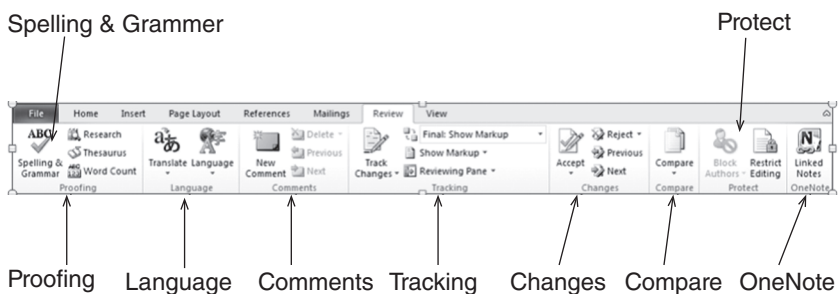 Spelling & Grammer
Protect
File Home Insert Page Layout References Mailings Review View
ABC Spelling & Grammar
Research
Thesaurus
ABC 123 Word Count
Proofing
Translate Language
Language
New Comment
Delete
Previous
Next
Comments
Track Changes
Final: Show Markup
Show Markup
Reviewing Pane
Tracking
Accept
Reject
Previous
Next
Changes
Compare
Compare
Block Authors
Restrict Editing
Protect
N
Linked Notes
OneNote
Proofing Language Comments Tracking Changes Compare OneNote